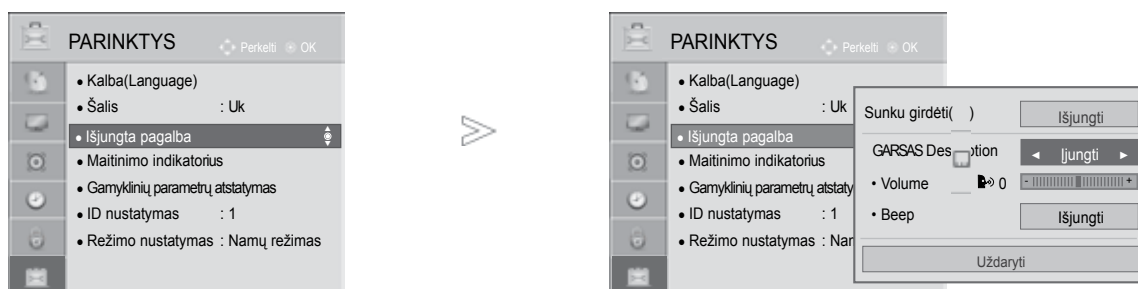 PARINKTYS
Perkelti OK
• Kalba(Language)
• Šalis : Uk
• Išjungta pagalba
• Maitinimo indikatorius
• Gamyklinių parametrų atstatymas
• ID nustatymas : 1
• Režimo nustatymas : Namų režimas
PARINKTYS
Perkelti OK
• Kalba(Language)
• Šalis : Uk
• Išjungta pagalba
• Maitinimo indikatorius
• Gamyklinių parametrų atstaty
• ID nustatymas : 1
• Režimo nustatymas : Nar
Sunku girdėti( ) Išjungti
GARSAS Des ption ◄ Įjungti ►
• Volume 0 - +
• Beep Išjungti
Uždaryti